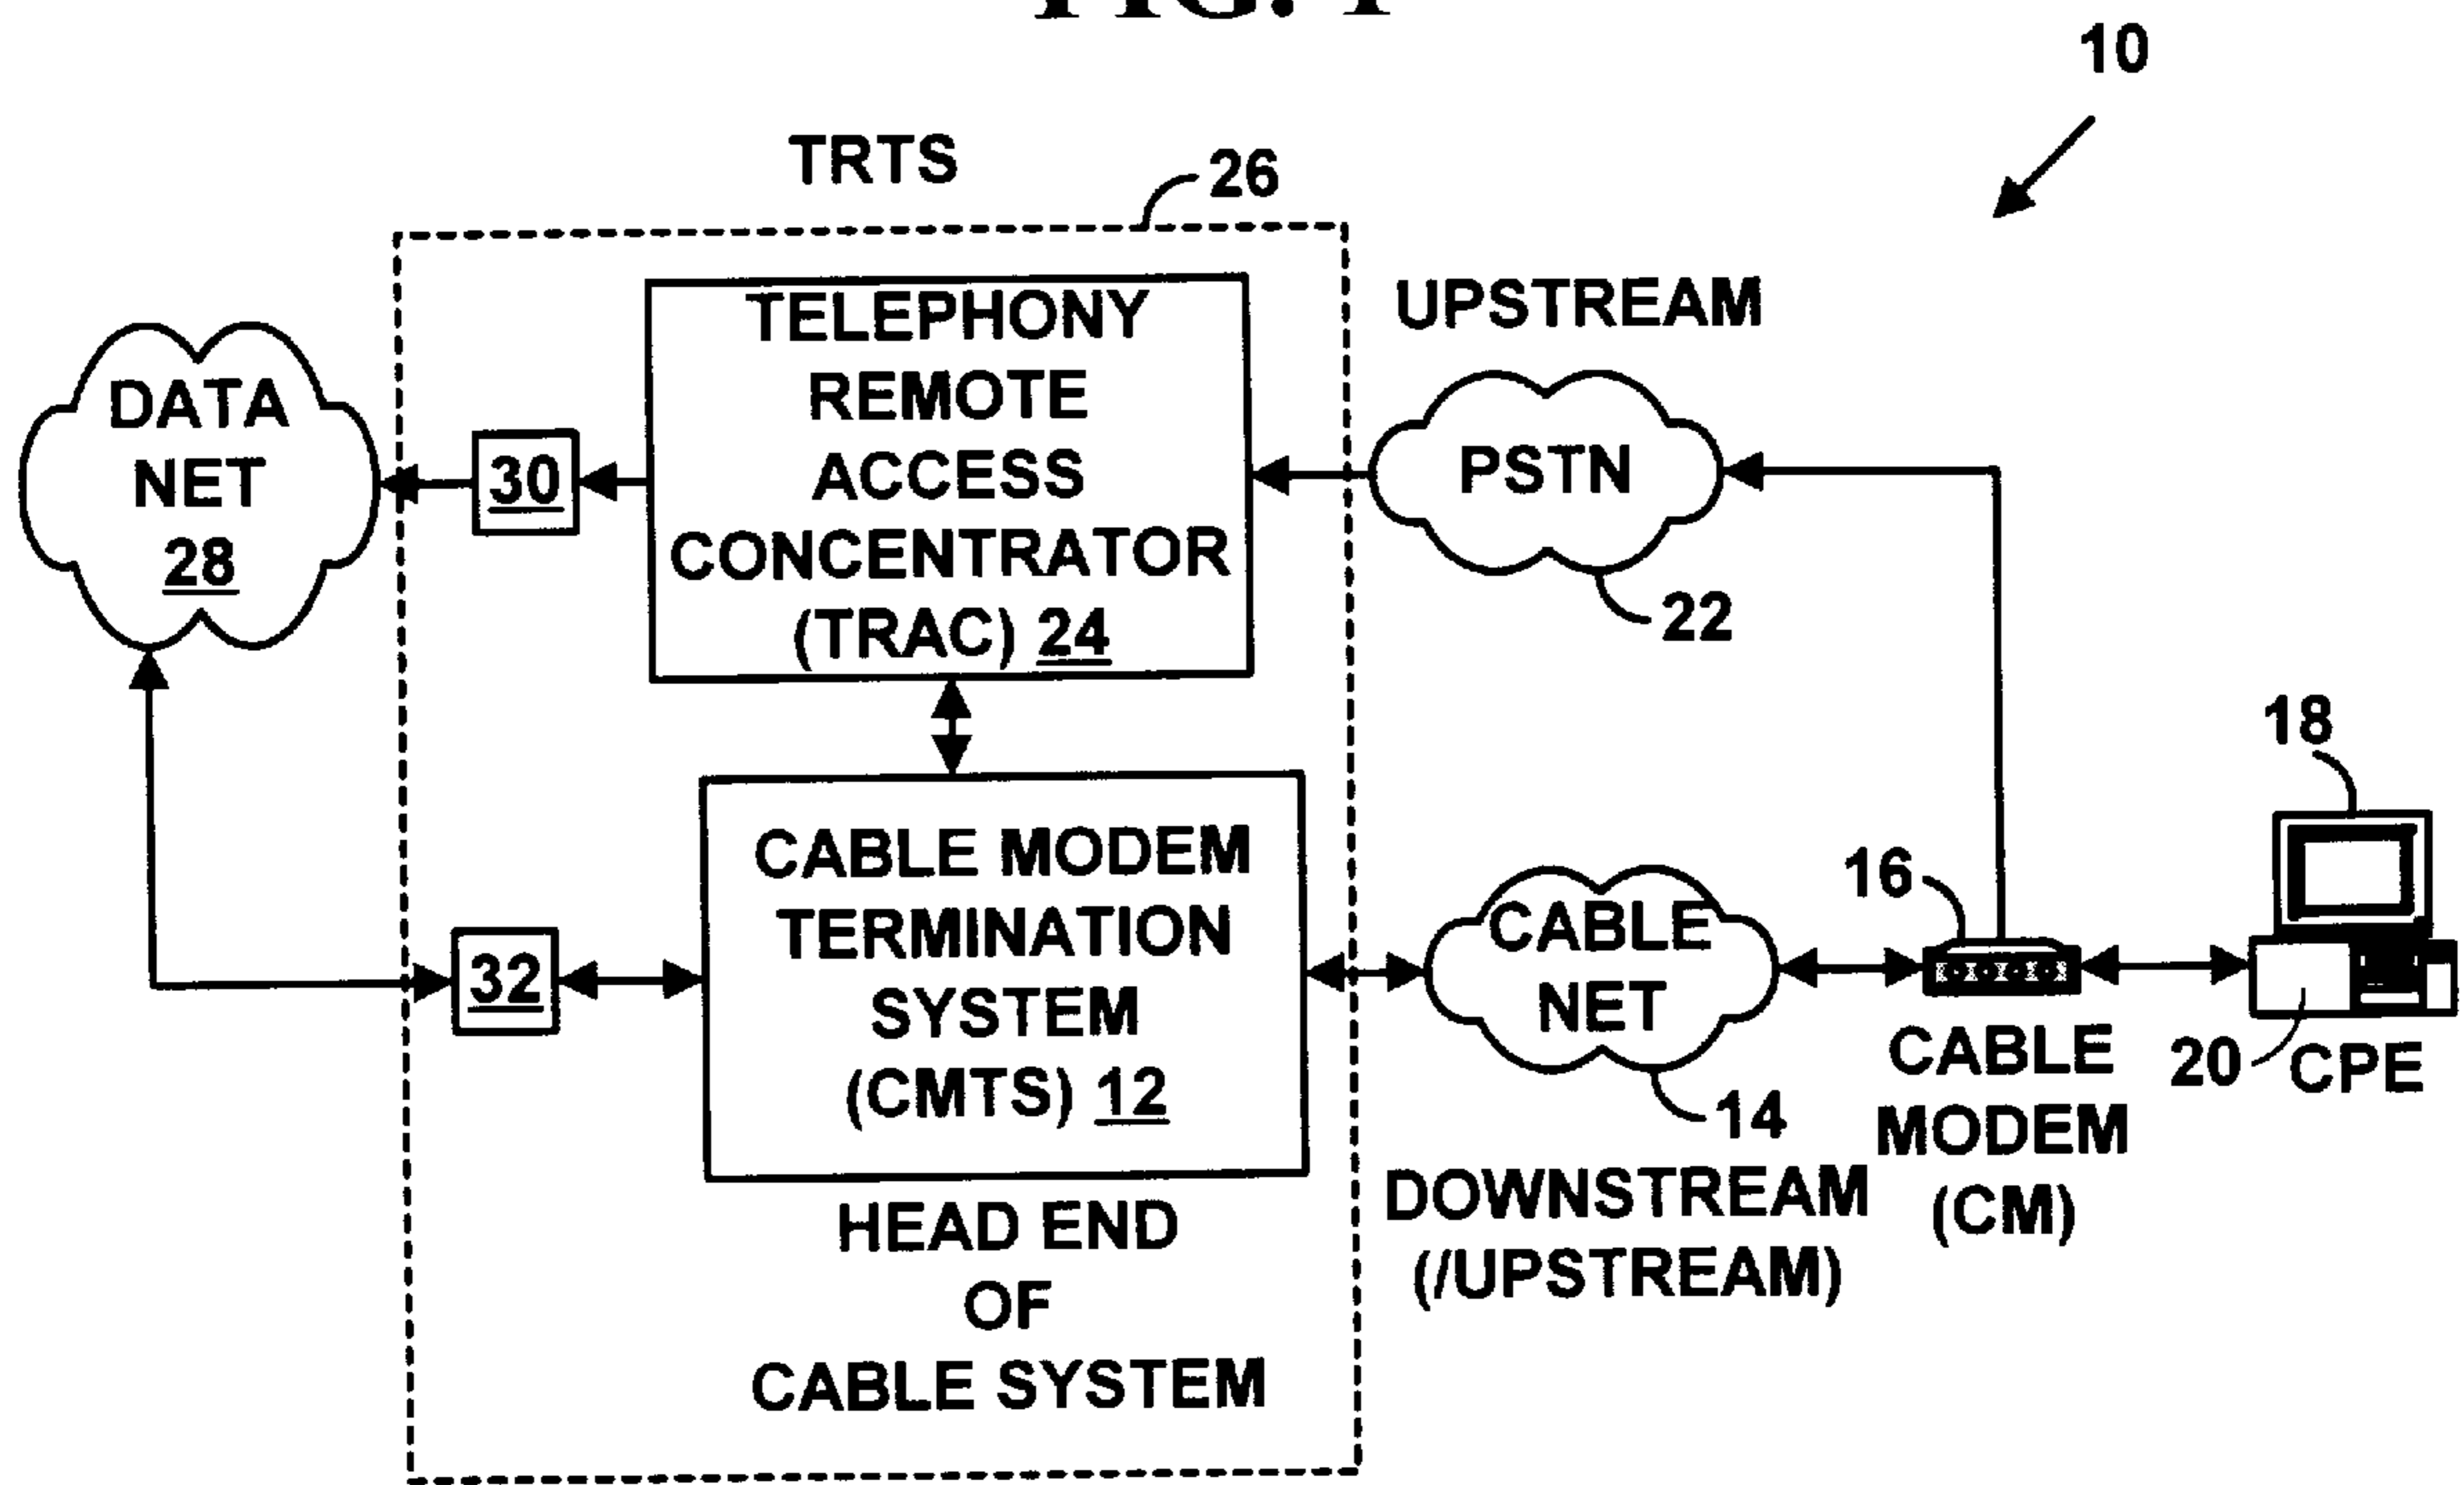 FIG. 1
10
TRTS
26
TELEPHONY
REMOTE
ACCESS
CONCENTRATOR
(TRAC) 24
UPSTREAM
DATA
NET
28
30
PSTN
22
18
CABLE MODEM
TERMINATION
SYSTEM
(CMTS) 12
32
CABLE
NET
14
16
CABLE
MODEM
(CM)
20
CPE
DOWNSTREAM
(/UPSTREAM)
HEAD END
OF
CABLE SYSTEM